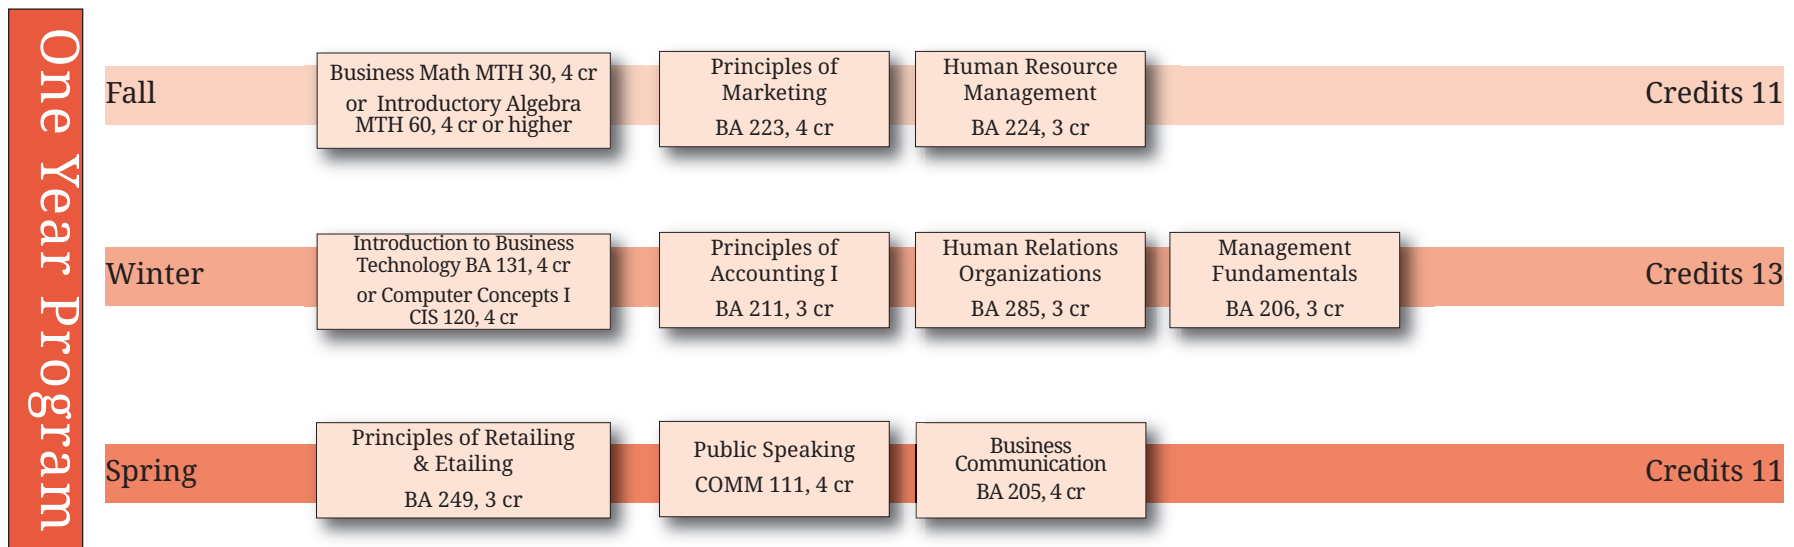 One Year Program
Fall
Business Math MTH 30, 4 cr
or Introductory Algebra
MTH 60, 4 cr or higher
Principles of
Marketing
BA 223, 4 cr
Human Resource
Management
BA 224, 3 cr
Credits 11
Winter
Introduction to Business
Technology BA 131, 4 cr
or Computer Concepts I
CIS 120, 4 cr
Principles of
Accounting I
BA 211, 3 cr
Human Relations
Organizations
BA 285, 3 cr
Management
Fundamentals
BA 206, 3 cr
Credits 13
Spring
Principles of Retailing
& Etailing
BA 249, 3 cr
Public Speaking
COMM 111, 4 cr
Business
Communication
BA 205, 4 cr
Credits 11